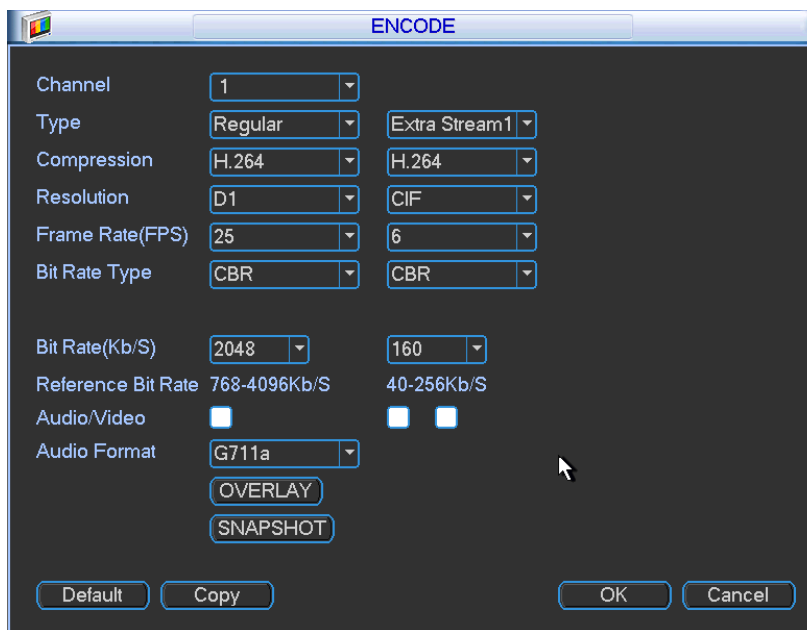 ENCODE
Channel 1
Type Regular Extra Stream1
Compression H.264 H.264
Resolution D1 CIF
Frame Rate(FPS) 25 6
Bit Rate Type CBR CBR
Bit Rate(Kb/S) 2048 160
Reference Bit Rate 768-4096Kb/S 40-256Kb/S
Audio/Video
Audio Format G711a
OVERLAY
SNAPSHOT
Default Copy OK Cancel